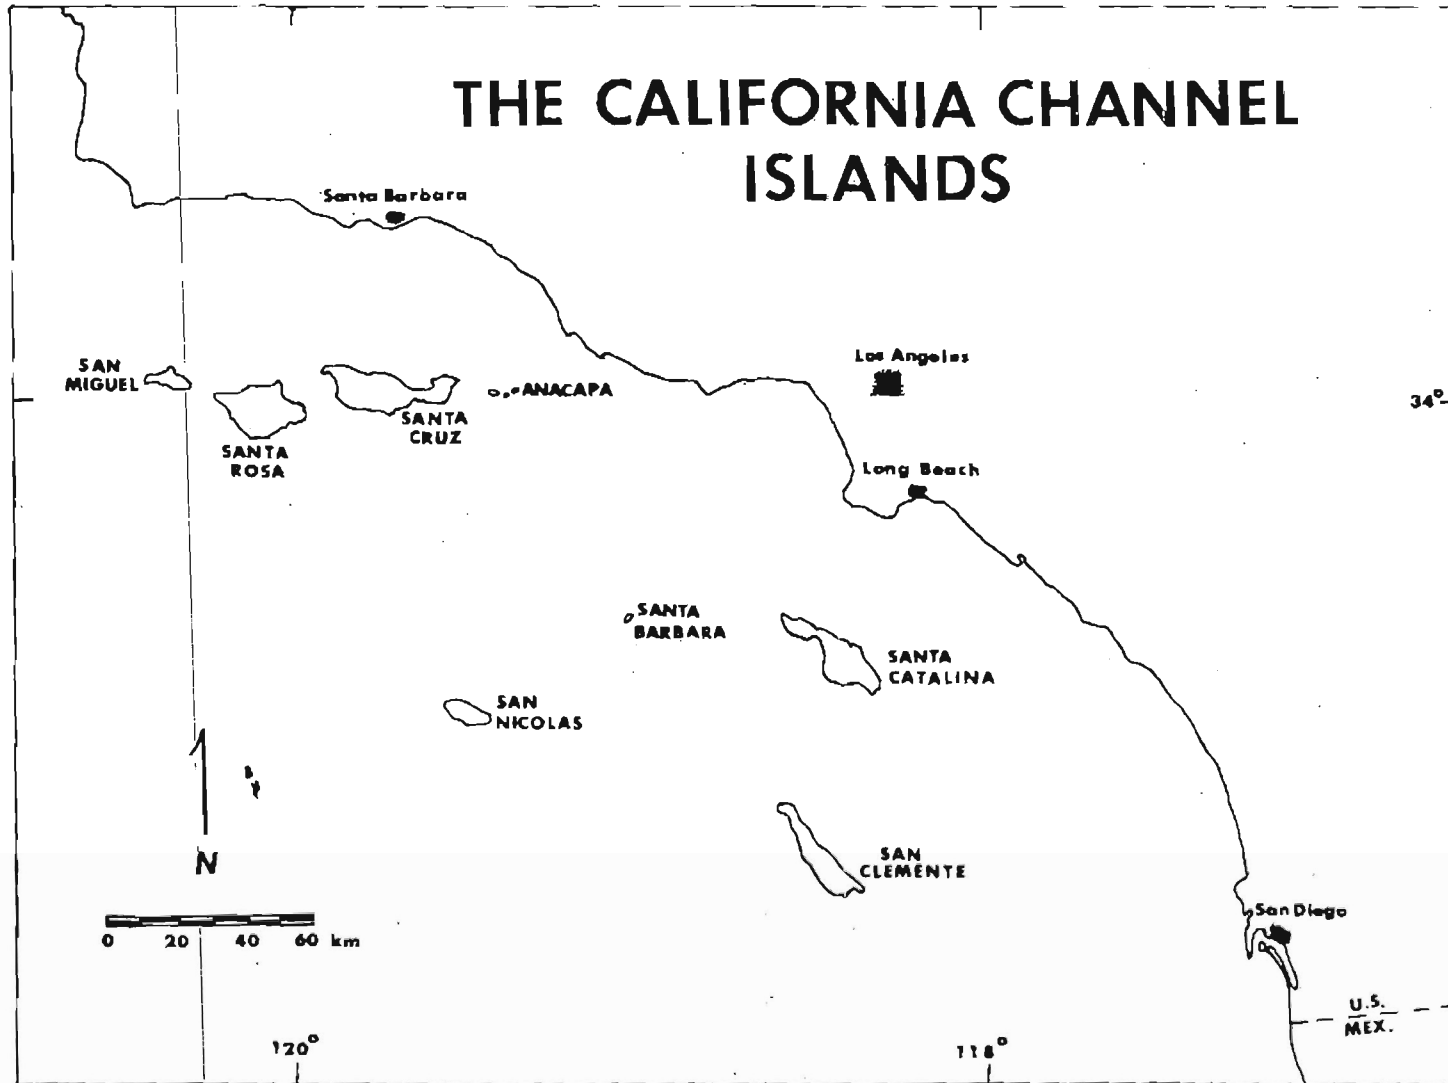 THE CALIFORNIA CHANNEL
ISLANDS
Santa Barbara
Los Angeles
SAN
MIGUEL
ANACAPA
34°
SANTA
CRUZ
SANTA
ROSA
Long Beach
SANTA
BARBARA
SANTA
CATALINA
SAN
NICOLAS
N
SAN
CLEMENTE
San Diego
0 20 40 60 km
U.S.
MEX.
120°
118°